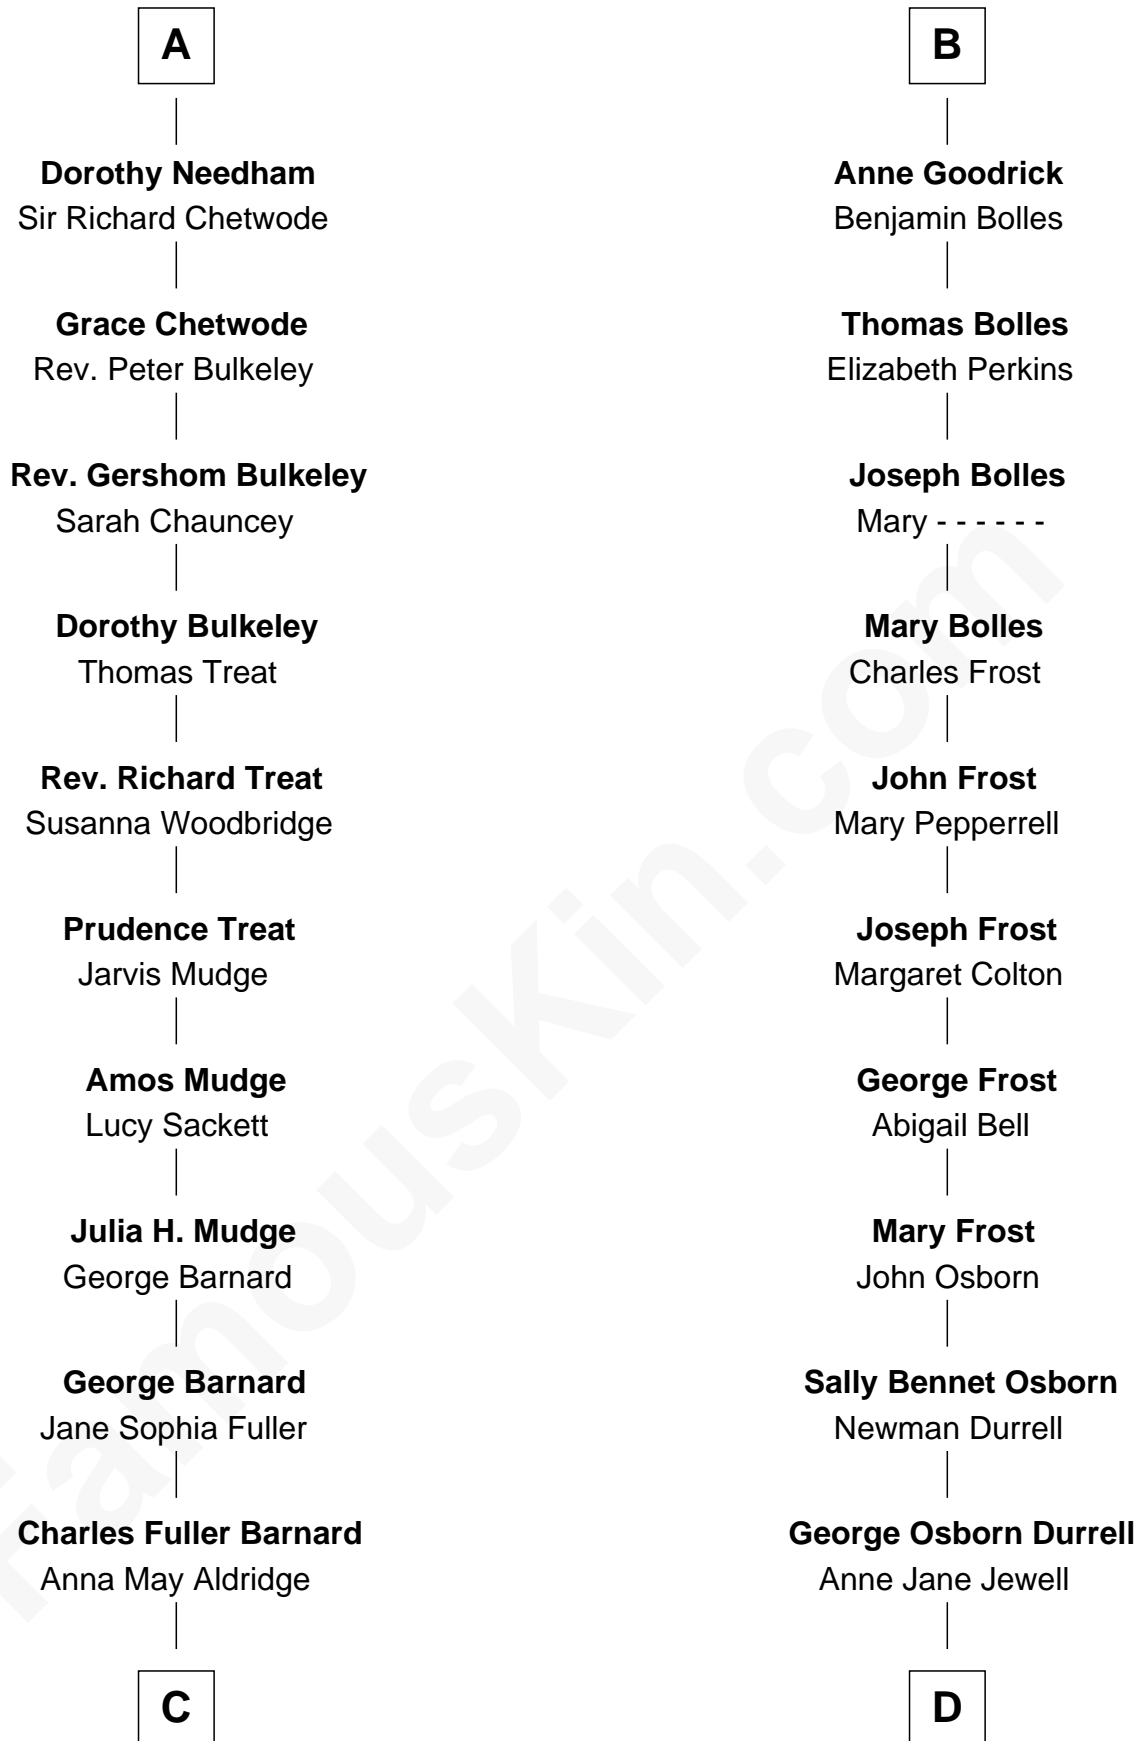 A
Dorothy Needham
Sir Richard Chetwode
Grace Chetwode
Rev. Peter Bulkeley
Rev. Gershom Bulkeley
Sarah Chauncey
Dorothy Bulkeley
Thomas Treat
Rev. Richard Treat
Susanna Woodbridge
Prudence Treat
Jarvis Mudge
Amos Mudge
Lucy Sackett
Julia H. Mudge
George Barnard
George Barnard
Jane Sophia Fuller
Charles Fuller Barnard
Anna May Aldridge
C
B
Anne Goodrick
Benjamin Bolles
Thomas Bolles
Elizabeth Perkins
Joseph Bolles
Mary - - - - - -
Mary Bolles
Charles Frost
John Frost
Mary Pepperrell
Joseph Frost
Margaret Colton
George Frost
Abigail Bell
Mary Frost
John Osborn
Sally Bennet Osborn
Newman Durrell
George Osborn Durrell
Anne Jane Jewell
D
FamousKin.com